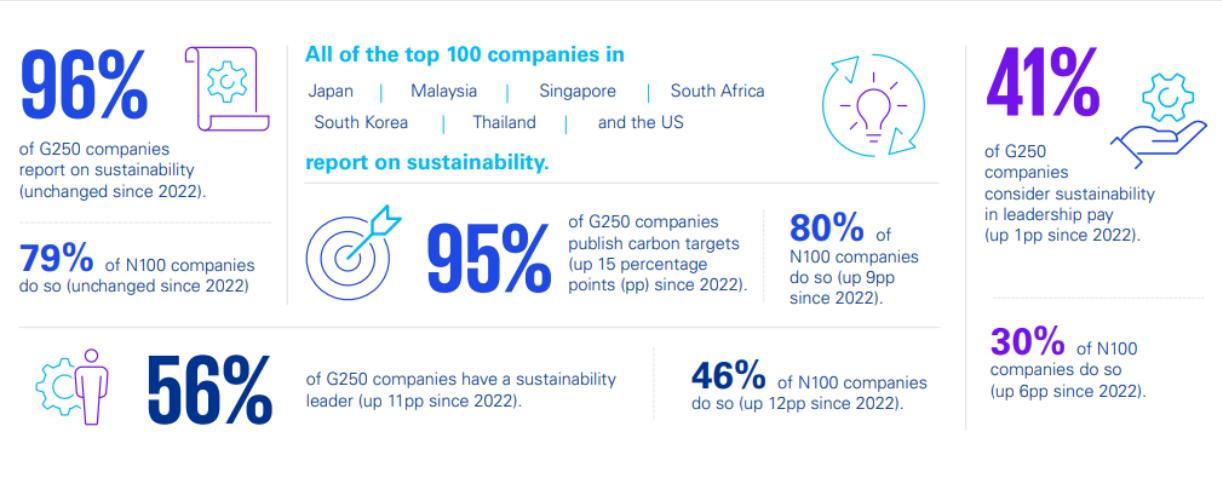 96%
of G250 companies
report on sustainability
(unchanged since 2022).
79% of N100 companies
do so (unchanged since 2022)
All of the top 100 companies in
Japan | Malaysia | Singapore | South Africa
South Korea | Thailand | and the US
report on sustainability.
95%
of G250 companies
publish carbon targets
(up 15 percentage
points (pp) since 2022).
80% of
N100 companies
do so (up 9pp
since 2022).
56%
of G250 companies have a sustainability
leader (up 11pp since 2022).
46% of N100 companies
do so (up 12pp since 2022).
41%
of G250
companies
consider sustainability
in leadership pay
(up 1pp since 2022).
30% of N100
companies do so
(up 6pp since 2022).